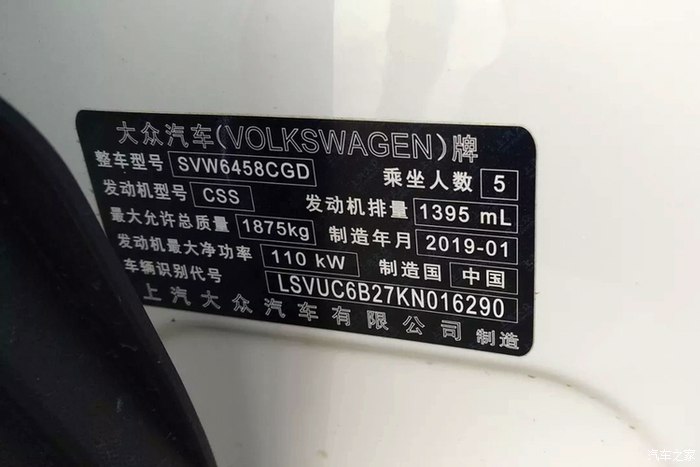 大众汽车(VOLKSWAGEN)牌
整车型号 SVW6458CGD 乘坐人数 5
发动机型号 CSS 发动机排量 1395 mL
最大允许总质量 1875kg 制造年月 2019-01
发动机最大净功率 110 kW 制造国 中国
车辆识别代号 LSVUC6B27KN016290
上汽大众汽车有限公司 制造
汽车之家